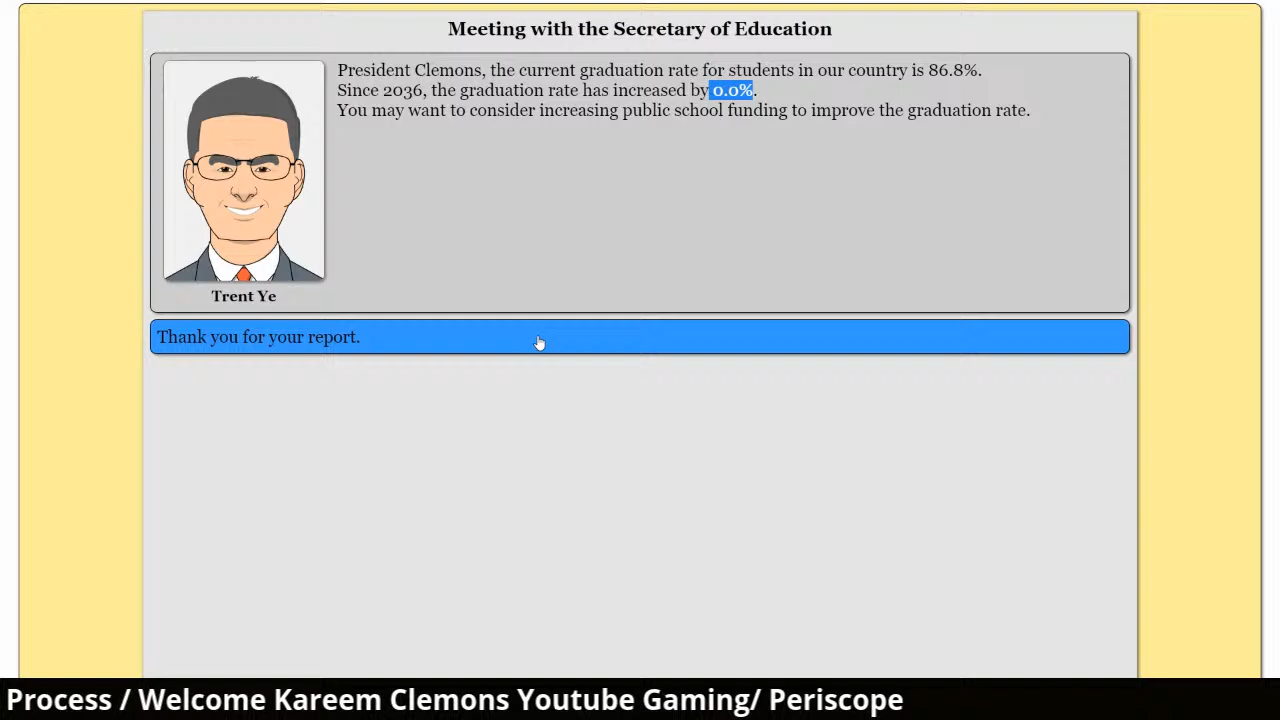 Meeting with the Secretary of Education
President Clemons, the current graduation rate for students in our country is 86.8%.
Since 2036, the graduation rate has increased by 0.0%.
You may want to consider increasing public school funding to improve the graduation rate.
Trent Ye
Thank you for your report.
Process / Welcome Kareem Clemons Youtube Gaming/ Periscope